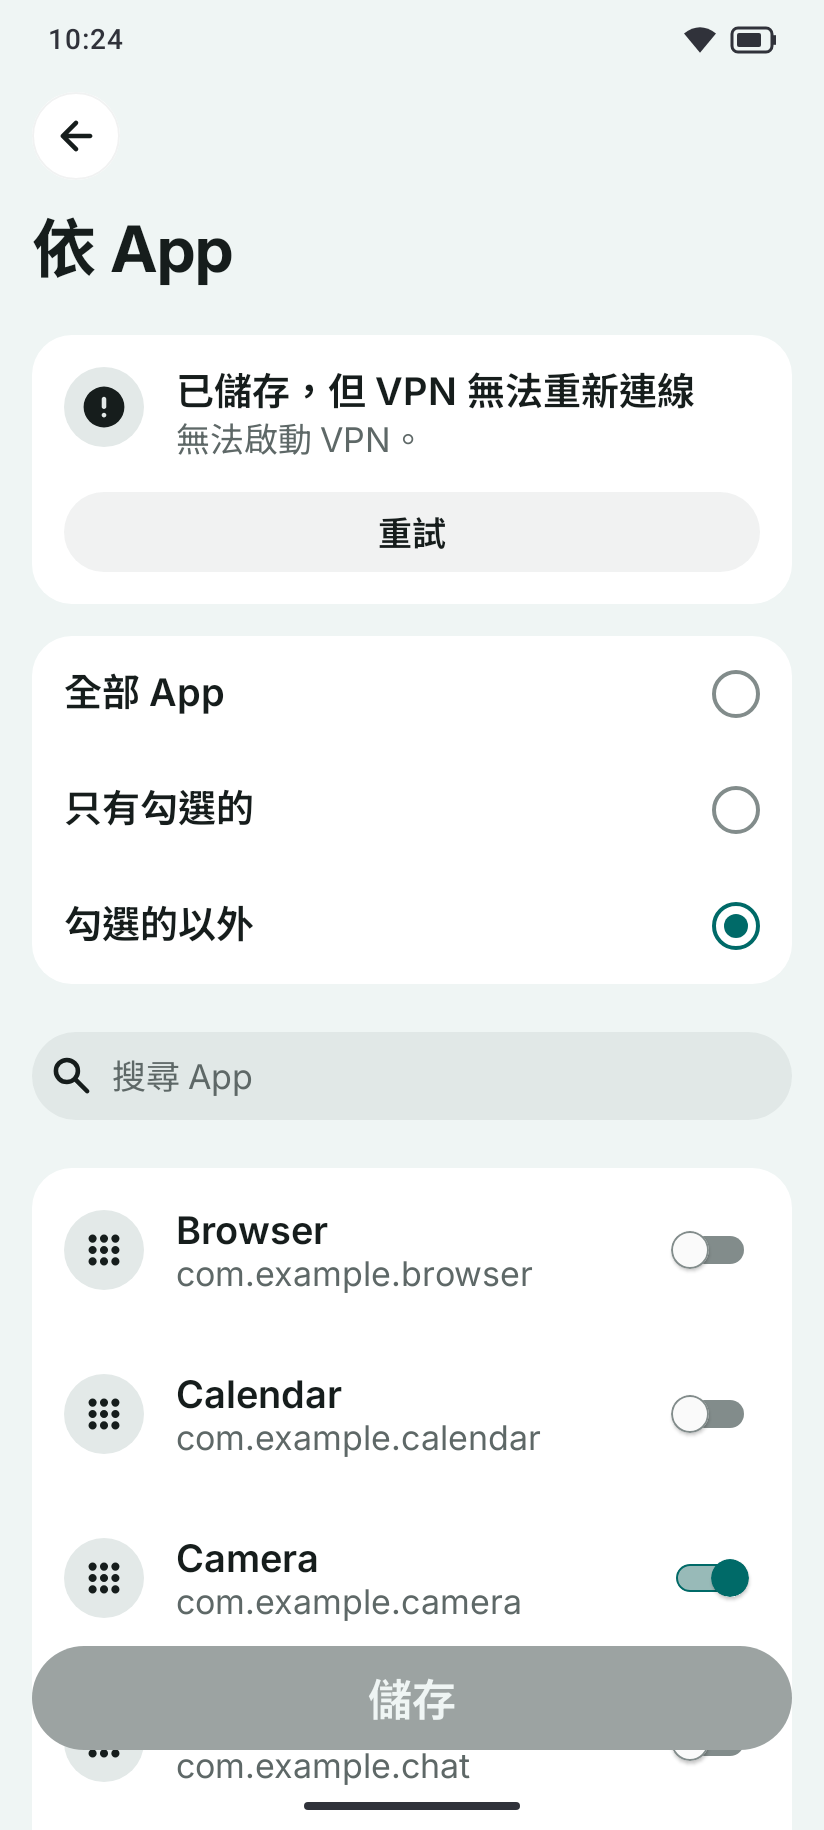 10:24
依 App
已儲存，但 VPN 無法重新連線
無法啟動 VPN。
重試
全部 App
只有勾選的
勾選的以外
搜尋 App
Browser
com.example.browser
Calendar
com.example.calendar
Camera
com.example.camera
儲存
com.example.chat